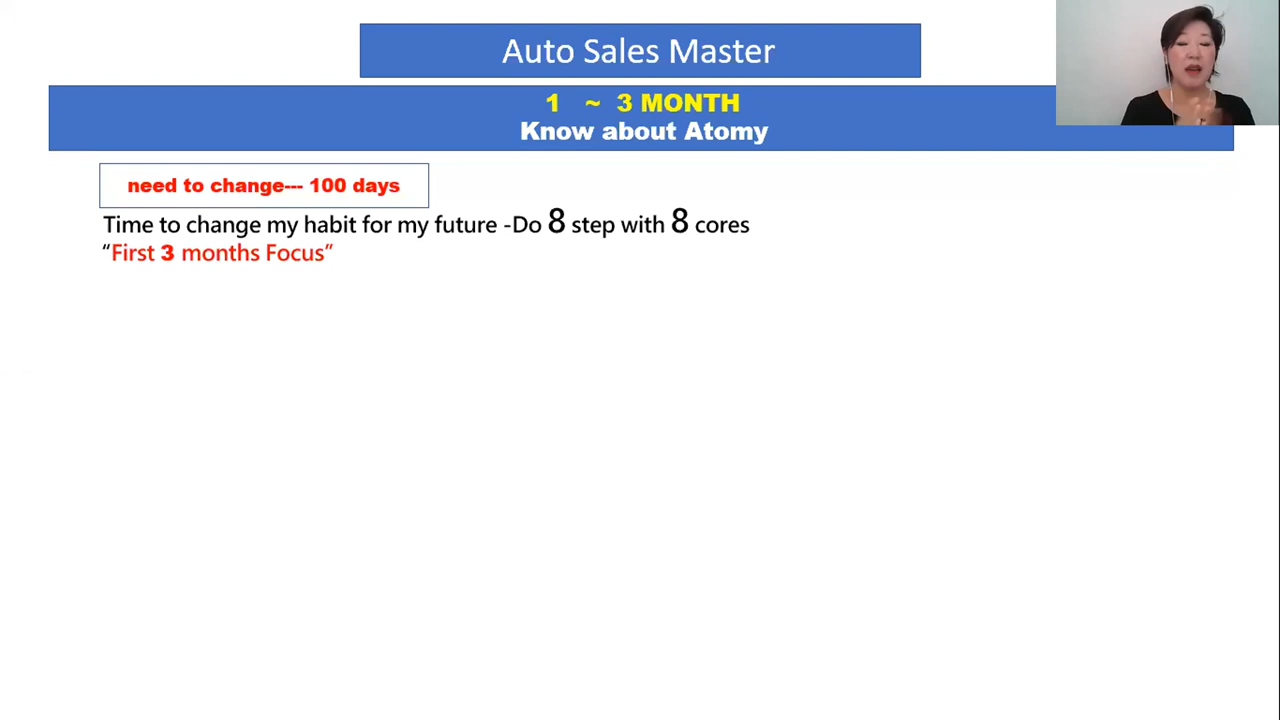 Auto Sales Master
1 ~ 3 MONTH
Know about Atomy
need to change--- 100 days
Time to change my habit for my future -Do 8 step with 8 cores
“First 3 months Focus”